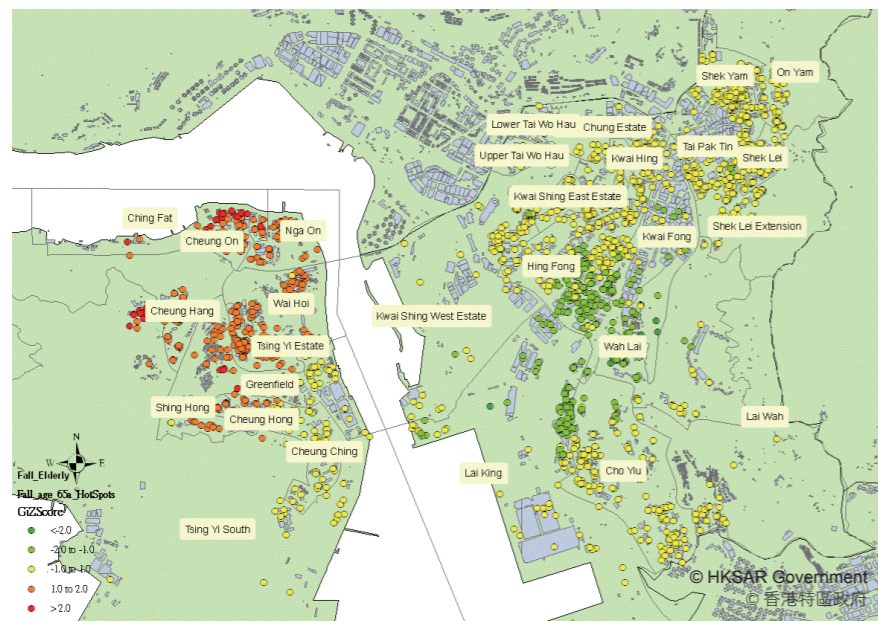 Shek Yam
On Yam
Lower Tai Wo Hau
Chung Estate
Tai Pak Tin
Upper Tai Wo Hau
Kwai Hing
Shek Lei
Kwai Shing East Estate
Ching Fat
Nga On
Shek Lei Extension
Cheung On
Kwai Fong
Hing Fong
Wai Hoi
Cheung Hang
Kwai Shing West Estate
Tsing Yi Estate
Wah Lai
Greenfield
Shing Hong
Cheung Hong
Lai Wah
Cheung Ching
Lai King
Cho Yiu
Tsing Yi South
N
W E
S
Fall_Elderly
Fall_age_65a_HotSpots
GiZScore
<-2.0
-2.0 to -1.0
-1.0 to 1.0
1.0 to 2.0
> 2.0
© HKSAR Government
© 香港特區政府